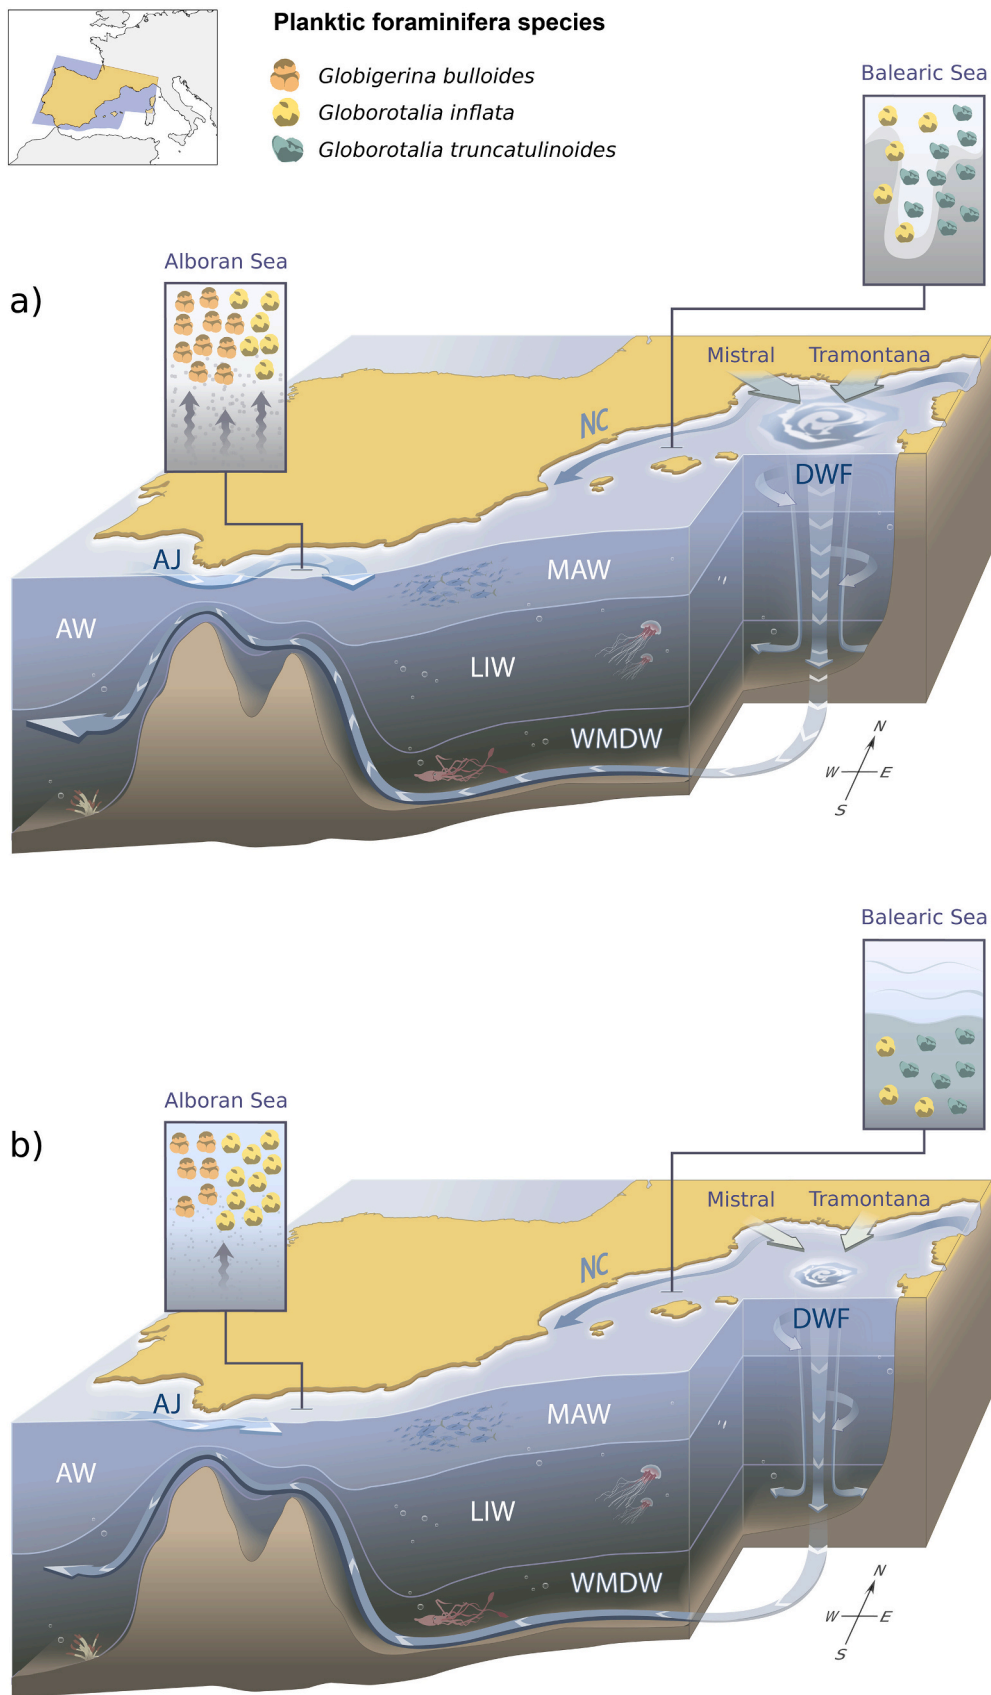 Planktic foraminifera species
Globigerina bulloides
Globorotalia inflata
Globorotalia truncatulinoides
Balearic Sea
Alboran Sea
a)
Mistral
Tramontana
NC
DWF
AJ
MAW
AW
LIW
WMDW
N
W
E
S
Balearic Sea
Alboran Sea
b)
Mistral
Tramontana
NC
DWF
AJ
MAW
AW
LIW
WMDW
N
W
E
S